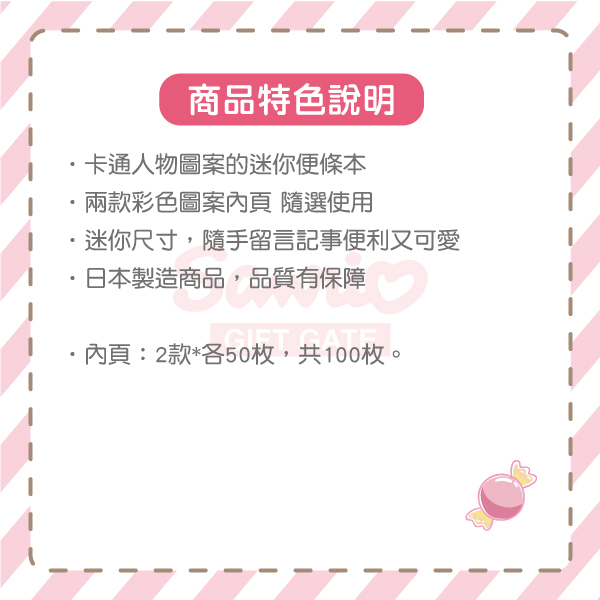 商品特色說明
・卡通人物圖案的迷你便條本
・兩款彩色圖案內頁 隨選使用
・迷你尺寸，隨手留言記事便利又可愛
・日本製造商品，品質有保障
Sanrio
GIFT GATE
・內頁：2款*各50枚，共100枚。